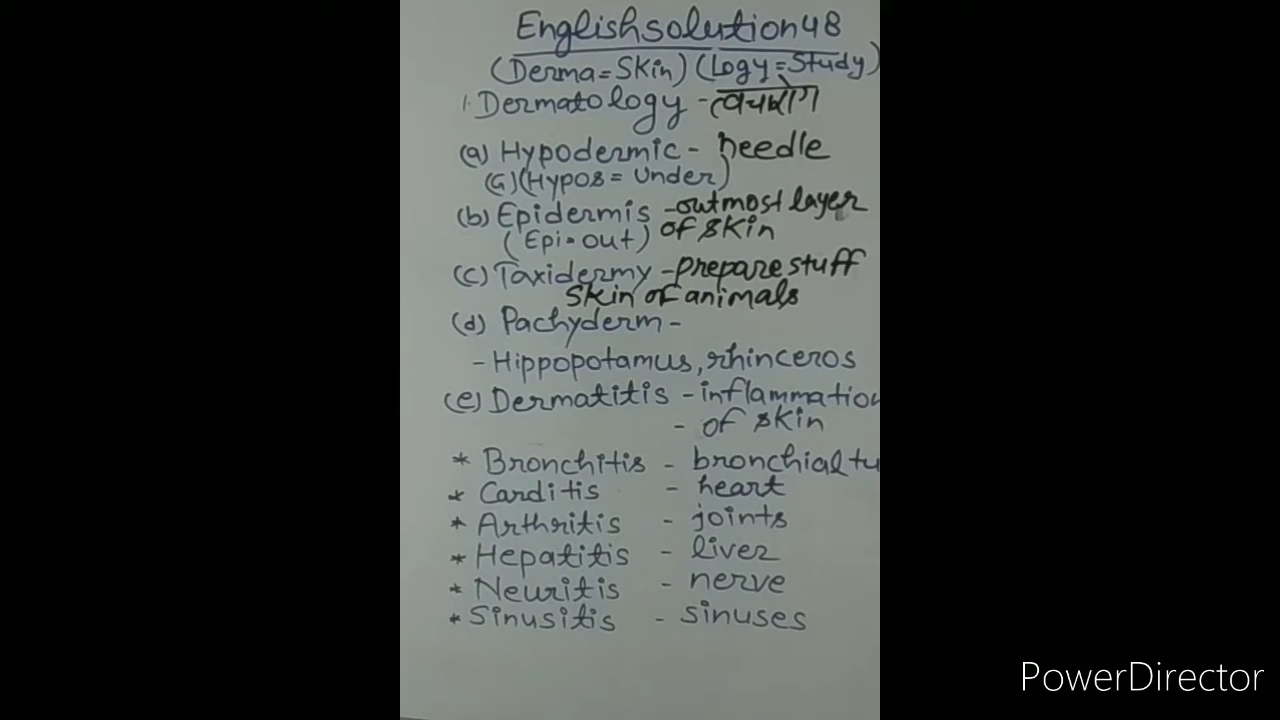 Englishsolution48
(Derma=Skin) (Logy=Study)
1. Dermatology -
(a) Hypodermic - needle
(G)(Hypos = Under)
(b) Epidermis - outmost layer
(Epi = out) of skin
(c) Taxidermy - prepare stuff
skin of animals
(d) Pachyderm -
- Hippopotamus, rhinceros
(e) Dermatitis - inflammation
- of skin
* Bronchitis - bronchial tu
* Carditis - heart
* Arthritis - joints
* Hepatitis - liver
* Neuritis - nerve
* Sinusitis - sinuses
PowerDirector